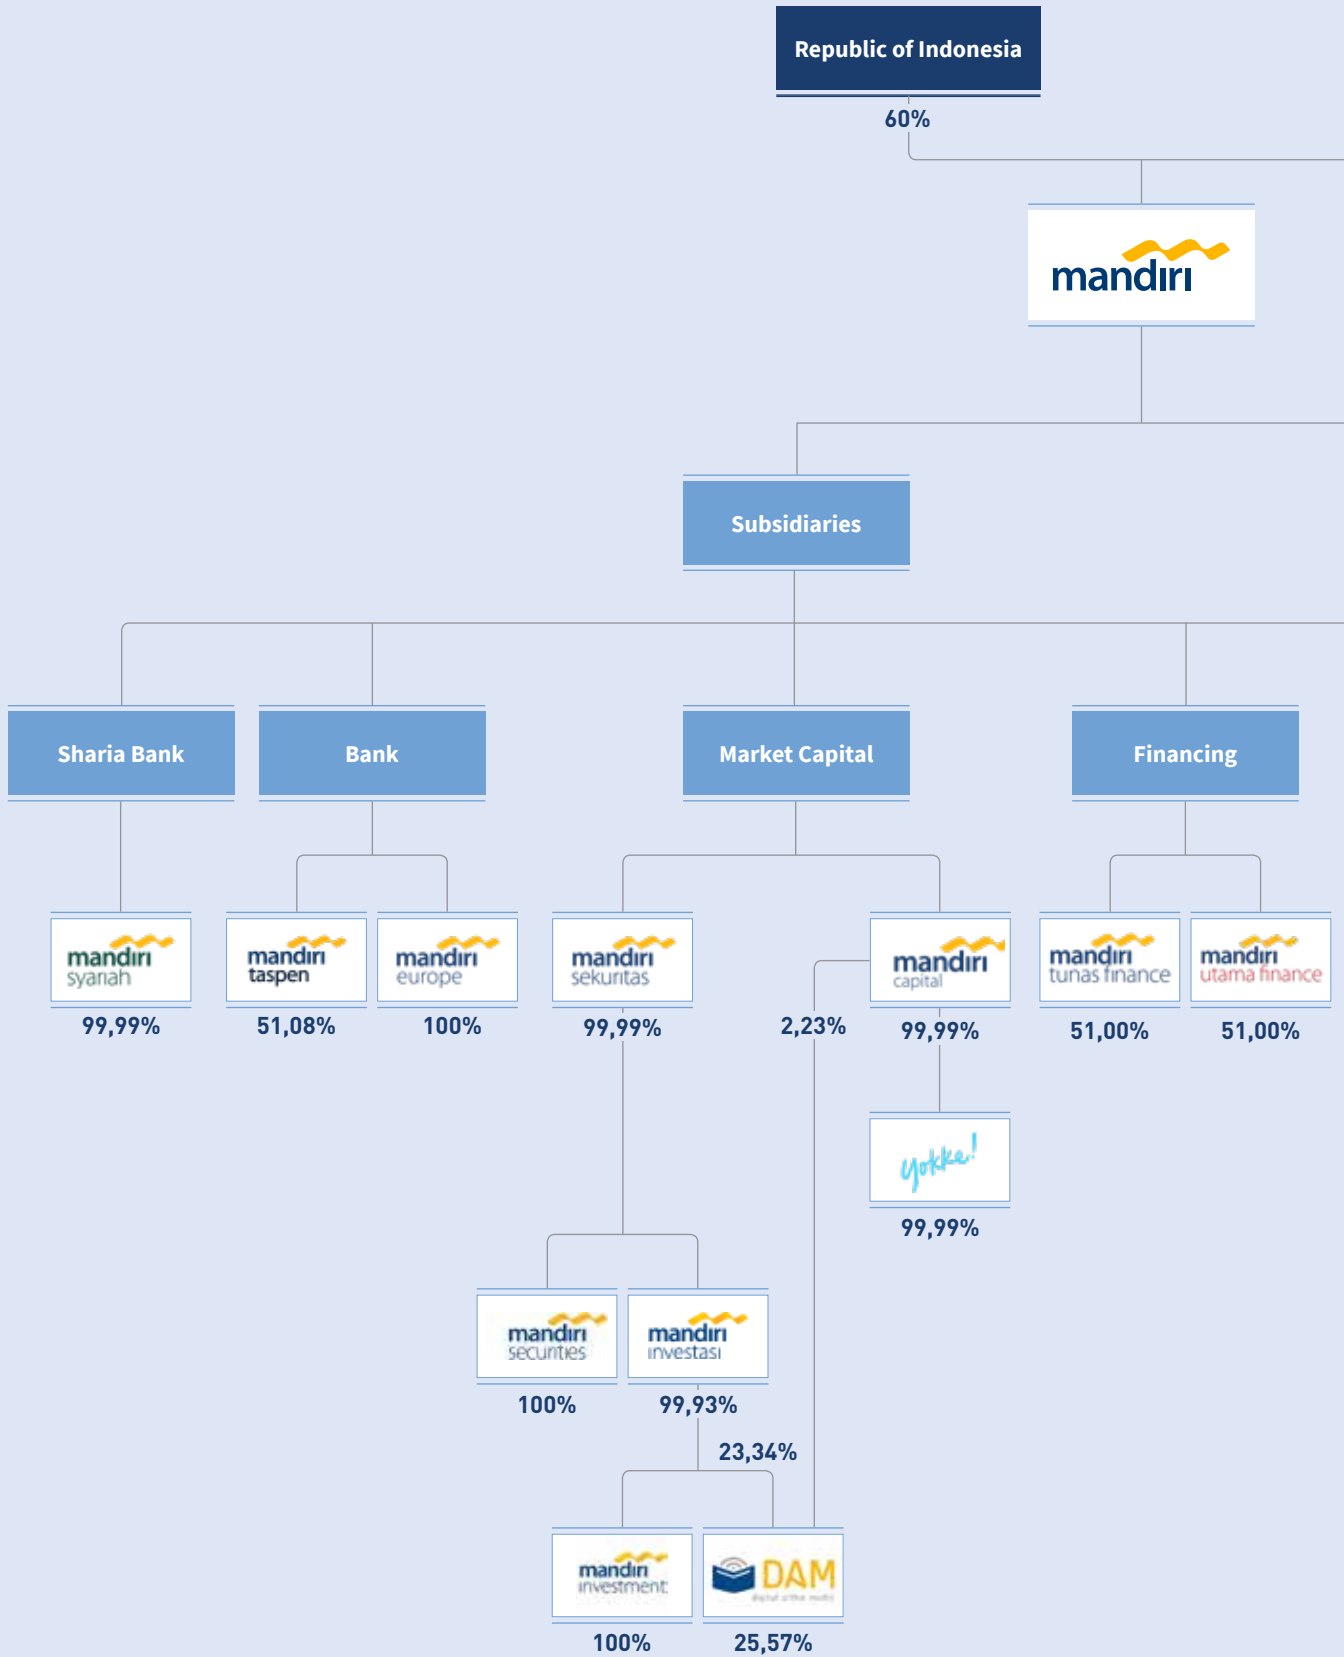 Republic of Indonesia
60%
mandiri
Subsidiaries
Sharia Bank
Bank
Market Capital
Financing
mandiri
syariah
mandiri
taspen
mandiri
europe
mandiri
sekuritas
mandiri
capital
mandiri
tunas finance
mandiri
utama finance
99,99%
51,08%
100%
99,99%
2,23%
99,99%
51,00%
51,00%
yokke!
99,99%
mandiri
securities
mandiri
investasi
100%
99,93%
23,34%
mandiri
investment
DAM
100%
25,57%